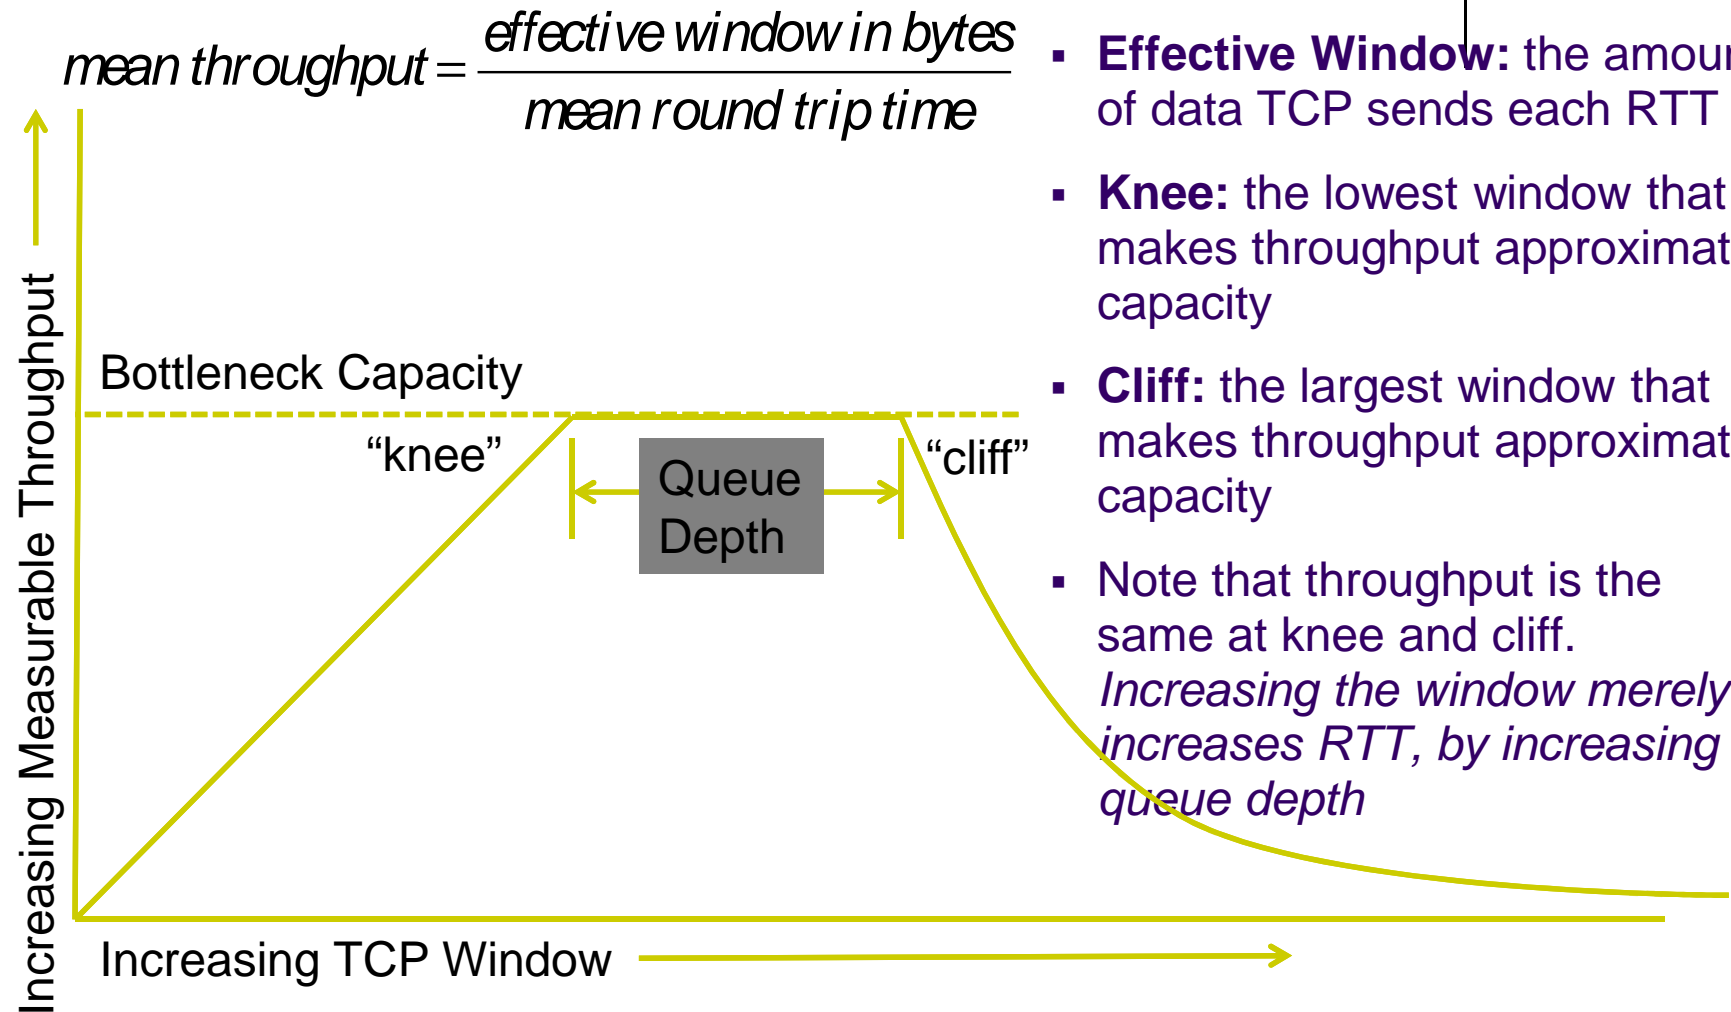 mean throughput = effective window in bytes
mean round trip time
Increasing Measurable Throughput
Bottleneck Capacity
“knee”
Queue
Depth
“cliff”
Increasing TCP Window
▪ Effective Window: the amoun
of data TCP sends each RTT
▪ Knee: the lowest window that
makes throughput approximat
capacity
▪ Cliff: the largest window that
makes throughput approximat
capacity
▪ Note that throughput is the
same at knee and cliff.
Increasing the window merely
increases RTT, by increasing
queue depth